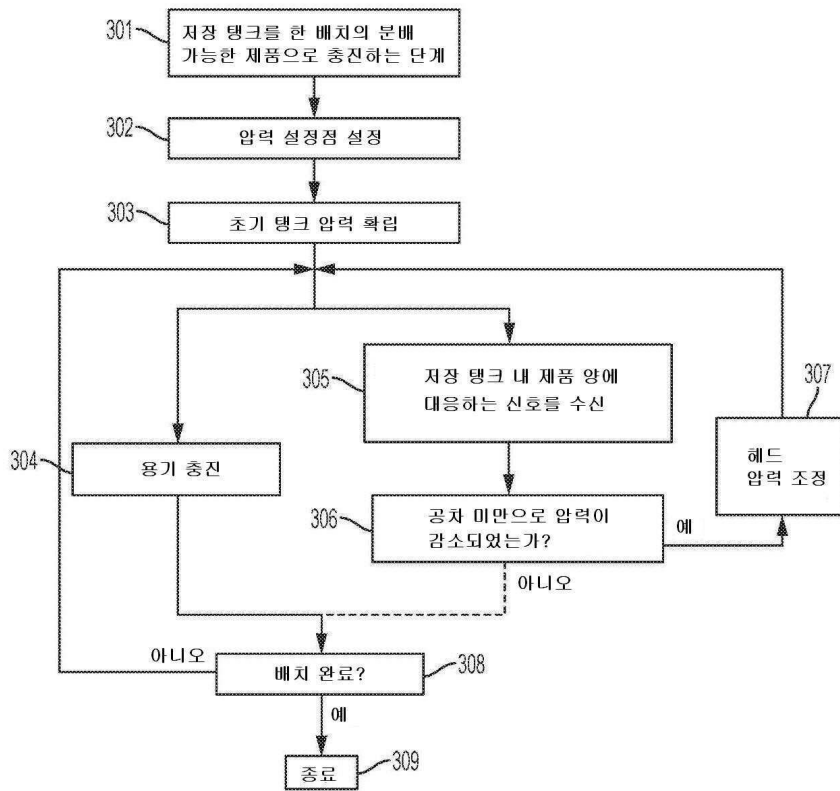 301
저장 탱크를 한 배치의 분배
가능한 제품으로 충진하는 단계
302
압력 설정점 설정
303
초기 탱크 압력 확립
304
용기 충진
305
저장 탱크 내 제품 양에
대응하는 신호를 수신
306
공차 미만으로 압력이
감소되었는가?
예
아니오
307
헤드
압력 조정
아니오
배치 완료?
308
예
종료
309